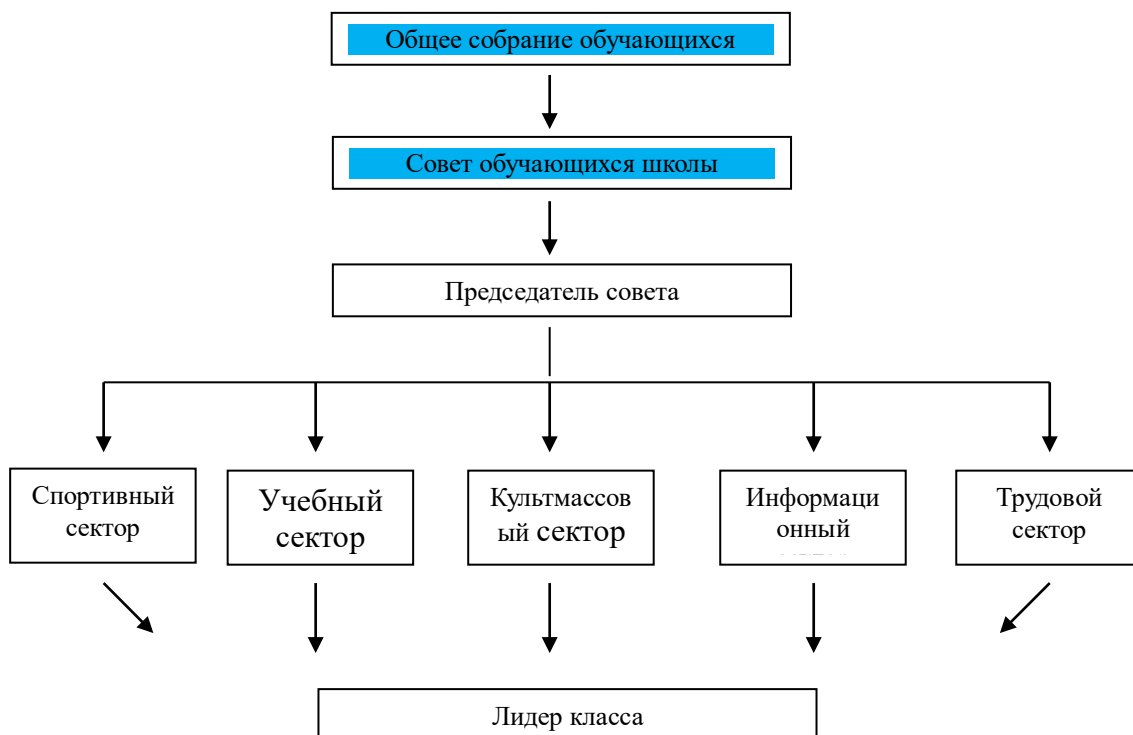 Общее собрание обучающихся
Совет обучающихся школы
Председатель совета
Спортивный
сектор
Учебный
сектор
Культмассов
ый сектор
Информаци
онный
Трудовой
сектор
Лидер класса